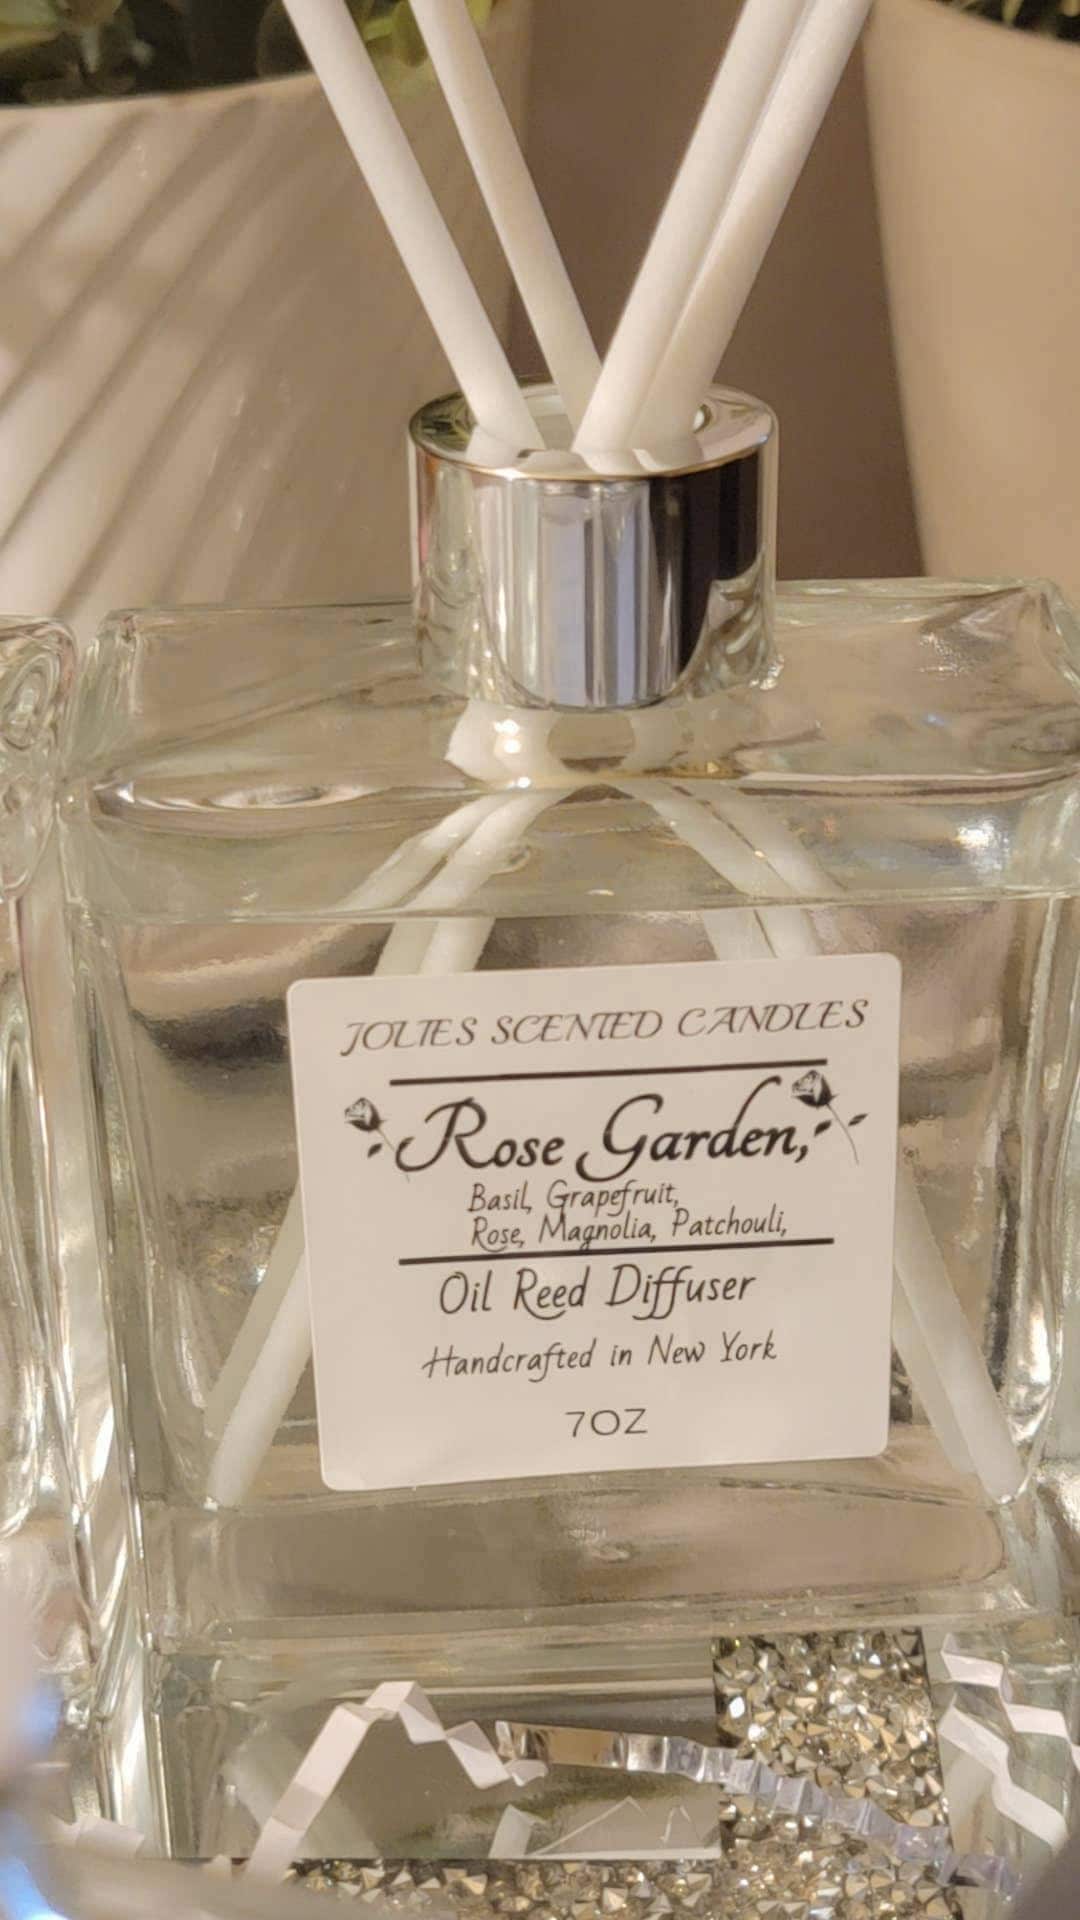 JOLIES SCENTED CANDLES
Rose Garden,
Basil, Grapefruit,
Rose, Magnolia, Patchouli,
Oil Reed Diffuser
Handcrafted in New York
7OZ